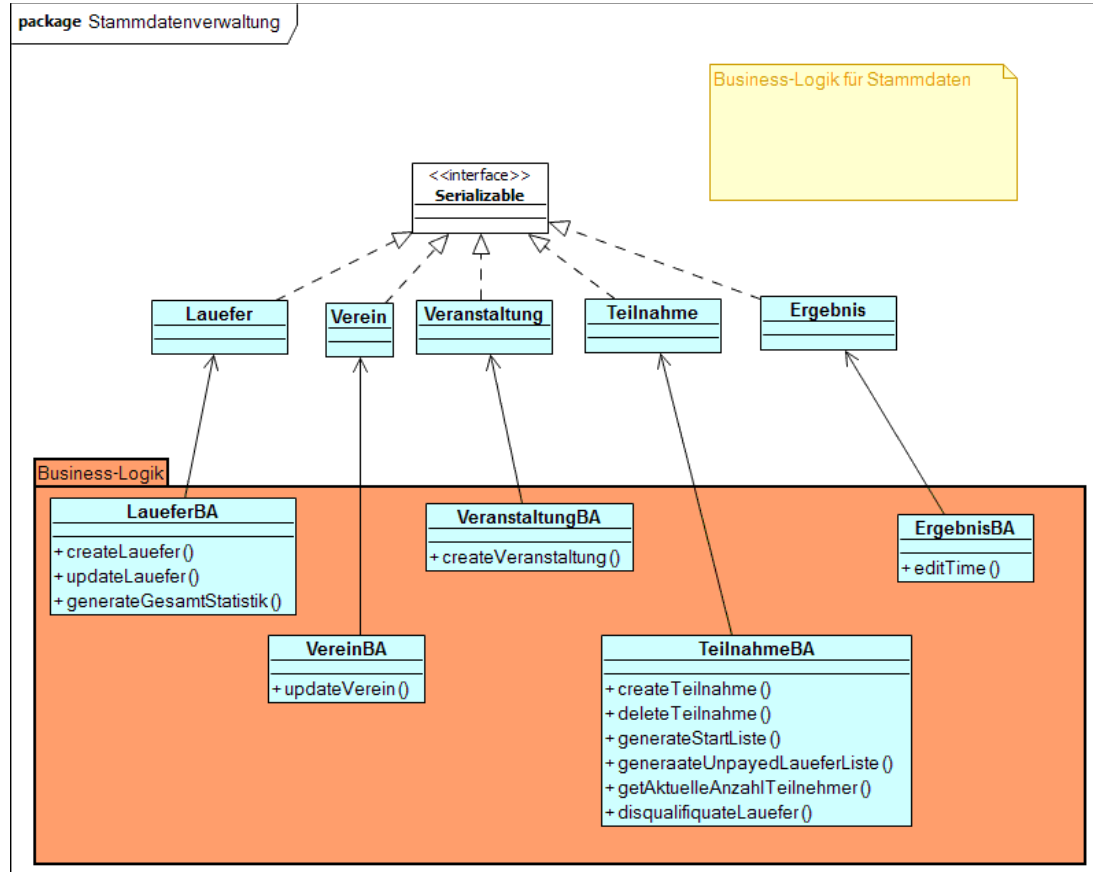 package Stammdatenverwaltung
Business-Logik für Stammdaten
<<interface>>
Serializable
Lauefer
Verein
Veranstaltung
Teilnahme
Ergebnis
Business-Logik
LaueferBA
+ createLauefer()
+ updateLauefer()
+ generateGesamtStatistik()
VeranstaltungBA
+ createVeranstaltung()
ErgebnisBA
+ editTime()
VereinBA
+ updateVerein()
TeilnahmeBA
+ createTeilnahme()
+ deleteTeilnahme()
+ generateStartListe()
+ generaateUnpayedLaueferListe()
+ getAktuelleAnzahlTeilnehmer()
+ disqualifiquateLauefer()